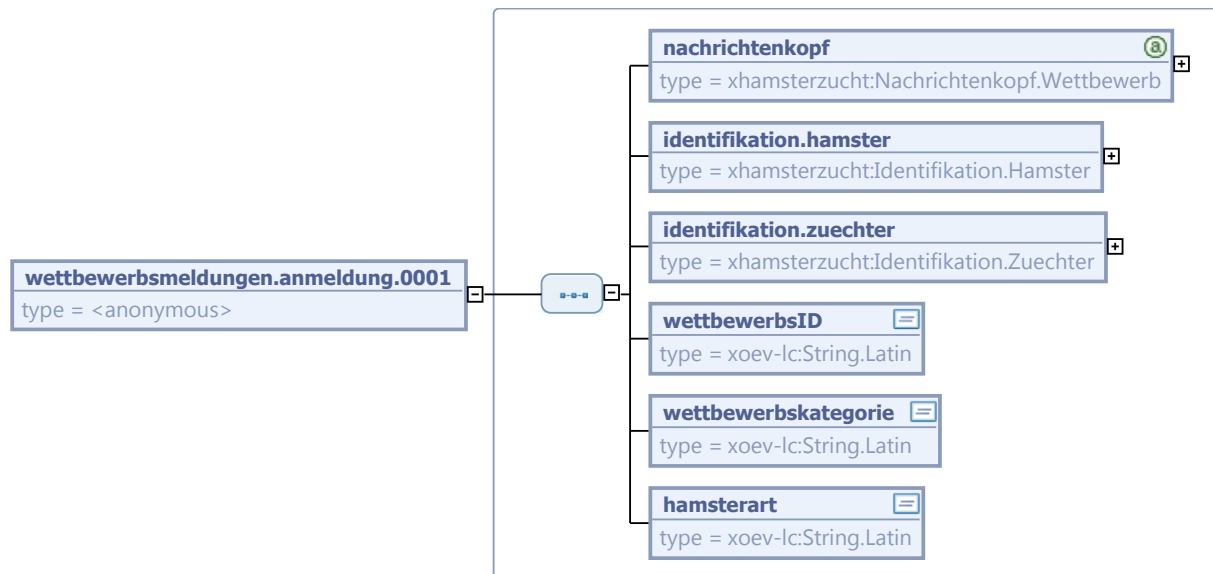 nachrichtenkopf
type = xhamsterzucht:Nachrichtenkopf.Wettbewerb
identifikation.hamster
type = xhamsterzucht:Identifikation.Hamster
identifikation.zuechter
type = xhamsterzucht:Identifikation.Zuechter
wettbewerbsmeldungen.anmeldung.0001
type = <anonymous>
wettbewerbsID
type = xoev-lc:String.Latin
wettbewerbskategorie
type = xoev-lc:String.Latin
hamsterart
type = xoev-lc:String.Latin